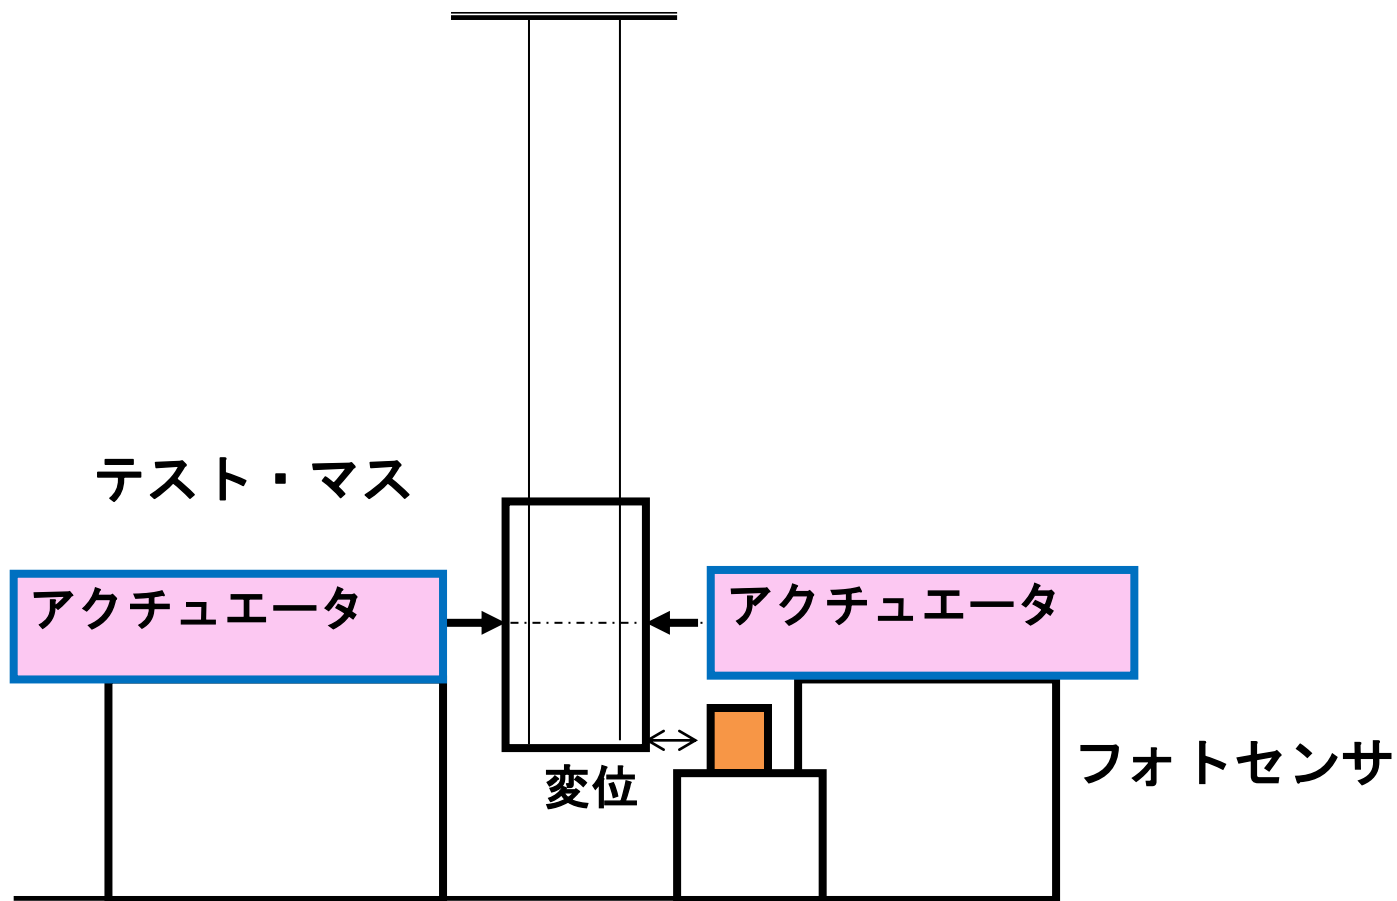 テスト・マス
アクチュエータ
アクチュエータ
フォトセンサ
変位